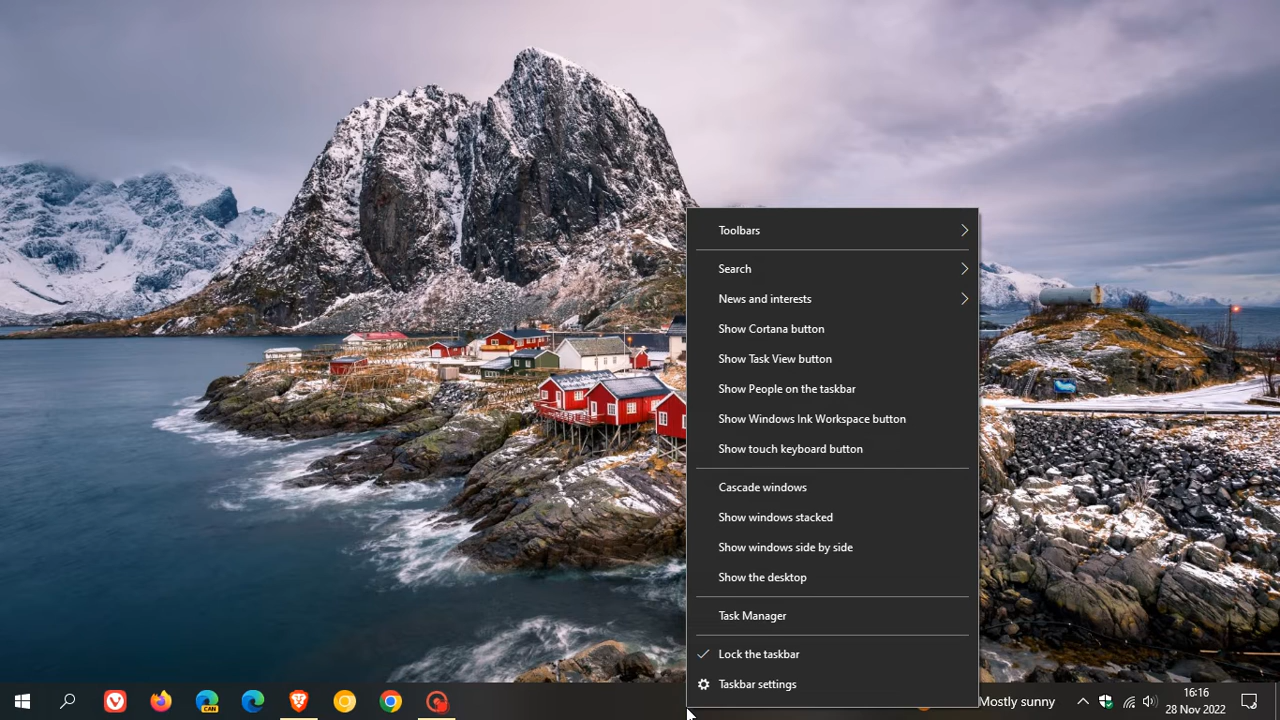 Toolbars
Search
News and interests
Show Cortana button
Show Task View button
Show People on the taskbar
Show Windows Ink Workspace button
Show touch keyboard button
Cascade windows
Show windows stacked
Show windows side by side
Show the desktop
Task Manager
Lock the taskbar
Taskbar settings
CAN
Mostly sunny
16:16
28 Nov 2022